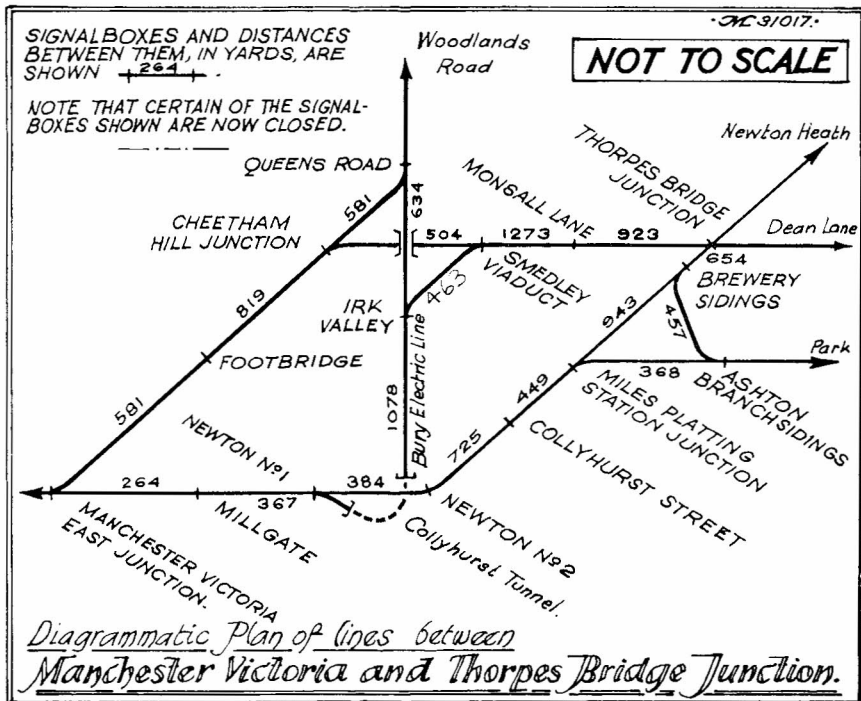 ·JMC 31017.·
SIGNALBOXES AND DISTANCES
BETWEEN THEM, IN YARDS, ARE
SHOWN 264
NOTE THAT CERTAIN OF THE SIGNAL-
BOXES SHOWN ARE NOW CLOSED.
Woodlands
Road
NOT TO SCALE
Newton Heath
THORPES BRIDGE
JUNCTION
QUEENS ROAD
581
634
MONSALL LANE
CHEETHAM
HILL JUNCTION
504
1273
923
Dean Lane
SMEDLEY
VIADUCT
654
BREWERY
SIDINGS
463
819
IRK
VALLEY
943
457
FOOTBRIDGE
Bury Electric Line
Park
368
ASHTON
BRANCH SIDINGS
MILES PLATTING
STATION JUNCTION
449
581
1078
NEWTON Nº1
725
COLLYHURST STREET
264
367
384
MANCHESTER VICTORIA
EAST JUNCTION.
MILLGATE
Collyhurst Tunnel.
NEWTON Nº2
Diagrammatic Plan of lines between
Manchester Victoria and Thorpes Bridge Junction.